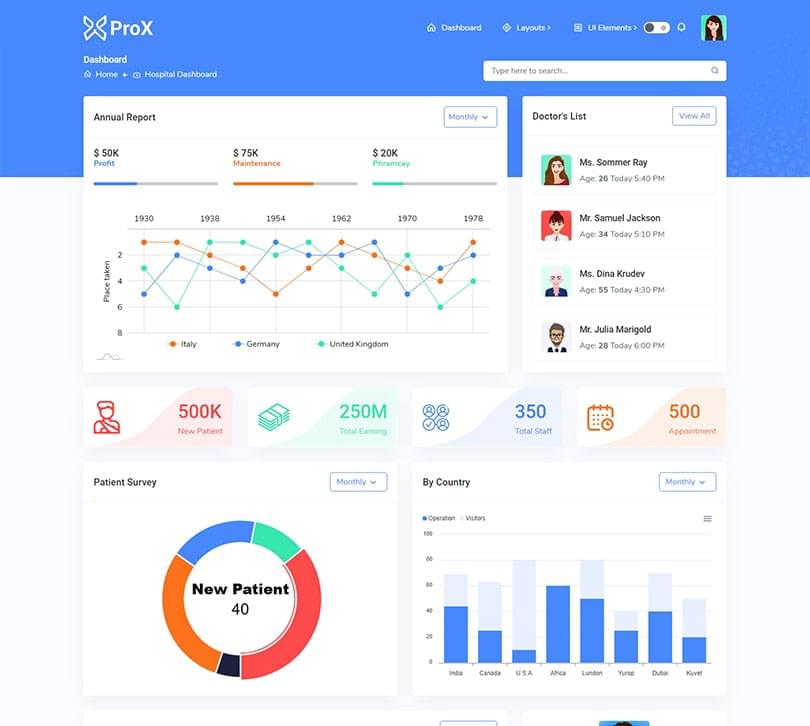 ProX
Dashboard
Layouts
UI Elements
Dashboard
Home
Hospital Dashboard
Type here to search...
Annual Report
Monthly
$ 50K
Profit
$ 75K
Maintenance
$ 20K
Phramcay
1930 1938 1954 1962 1970 1978
Place taken
2
4
6
8
Italy
Germany
United Kingdom
Doctor's List
View All
Ms. Sommer Ray
Age: 26 Today 5:40 PM
Mr. Samuel Jackson
Age: 34 Today 5:10 PM
Ms. Dina Krudev
Age: 55 Today 4:30 PM
Mr. Julia Marigold
Age: 28 Today 6:00 PM
500K
New Patient
250M
Total Earning
350
Total Staff
500
Appointment
Patient Survey
Monthly
New Patient
40
By Country
Monthly
Operation Visitors
100
80
60
40
20
0
India Canada U.S.A Africa London Yurop Dubai Kuvet